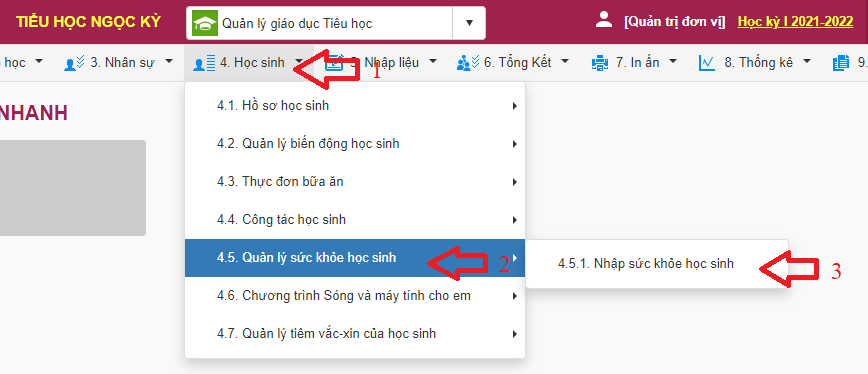 TIỂU HỌC NGỌC KỲ
Quản lý giáo dục Tiểu học
[Quản trị đơn vị] Học kỳ I 2021-2022
học 3. Nhân sự 4. Học sinh 1 Nhập liệu 6. Tổng Kết 7. In ấn 8. Thống kê 9.
NHANH
4.1. Hồ sơ học sinh
4.2. Quản lý biến động học sinh
4.3. Thực đơn bữa ăn
4.4. Công tác học sinh
4.5. Quản lý sức khỏe học sinh 2
4.5.1. Nhập sức khỏe học sinh 3
4.6. Chương trình Sóng và máy tính cho em
4.7. Quản lý tiêm vắc-xin của học sinh